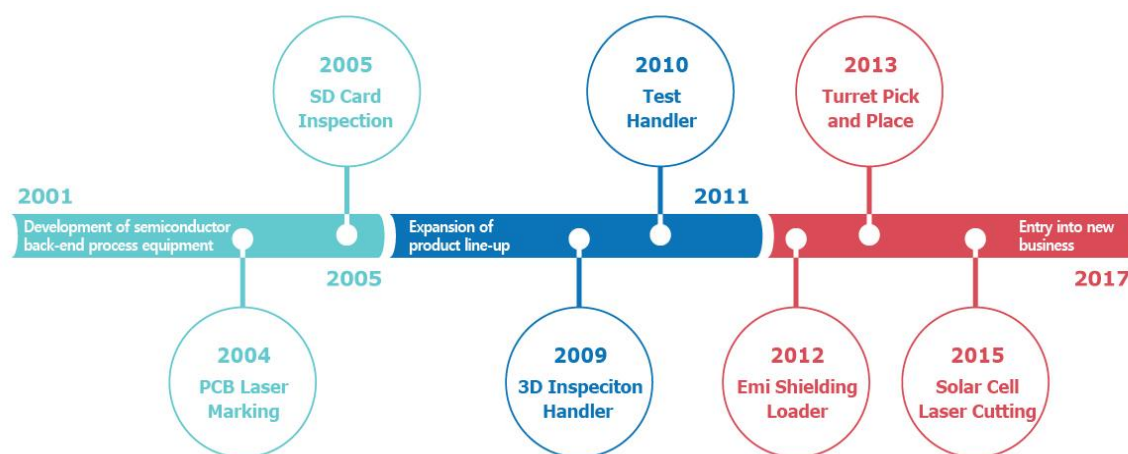 2005
SD Card
Inspection
2010
Test
Handler
2013
Turret Pick
and Place
2001
2011
Development of semiconductor
back-end process equipment
Expansion of
product line-up
Entry into new
business
2005
2017
2004
PCB Laser
Marking
2009
3D Inspeciton
Handler
2012
Emi Shielding
Loader
2015
Solar Cell
Laser Cutting